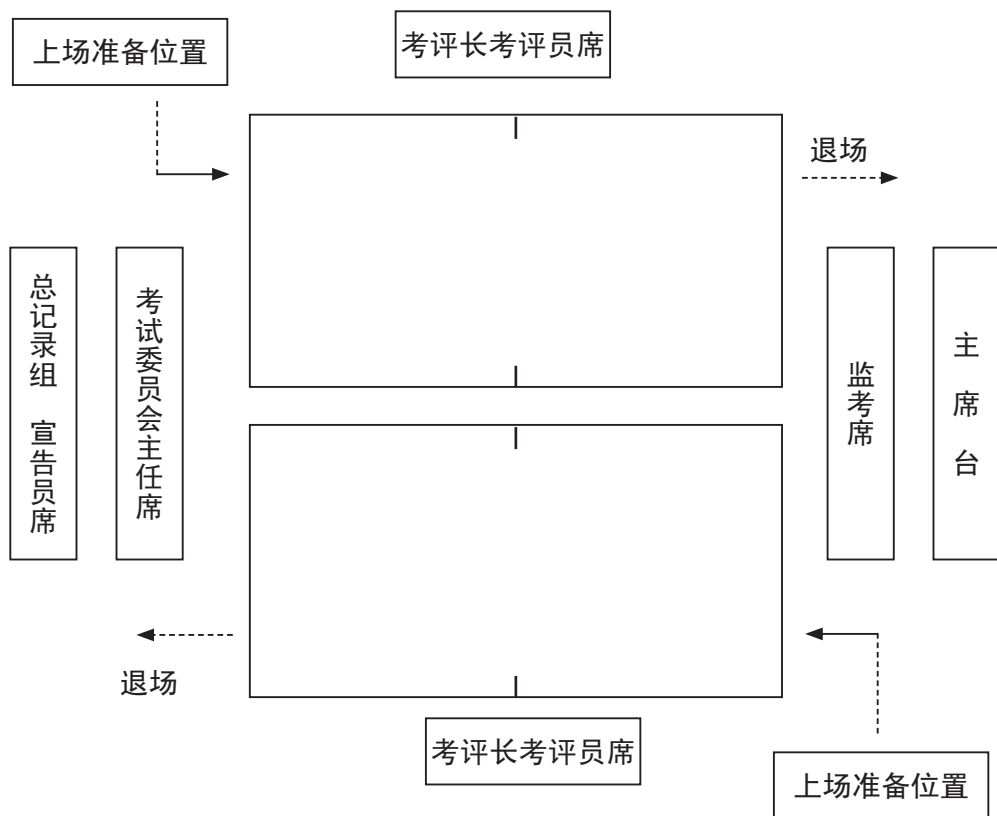 考评长考评员席
上场准备位置
退场
总记录组 宣告员席
考试委员会主任席
监考席
主席台
退场
考评长考评员席
上场准备位置